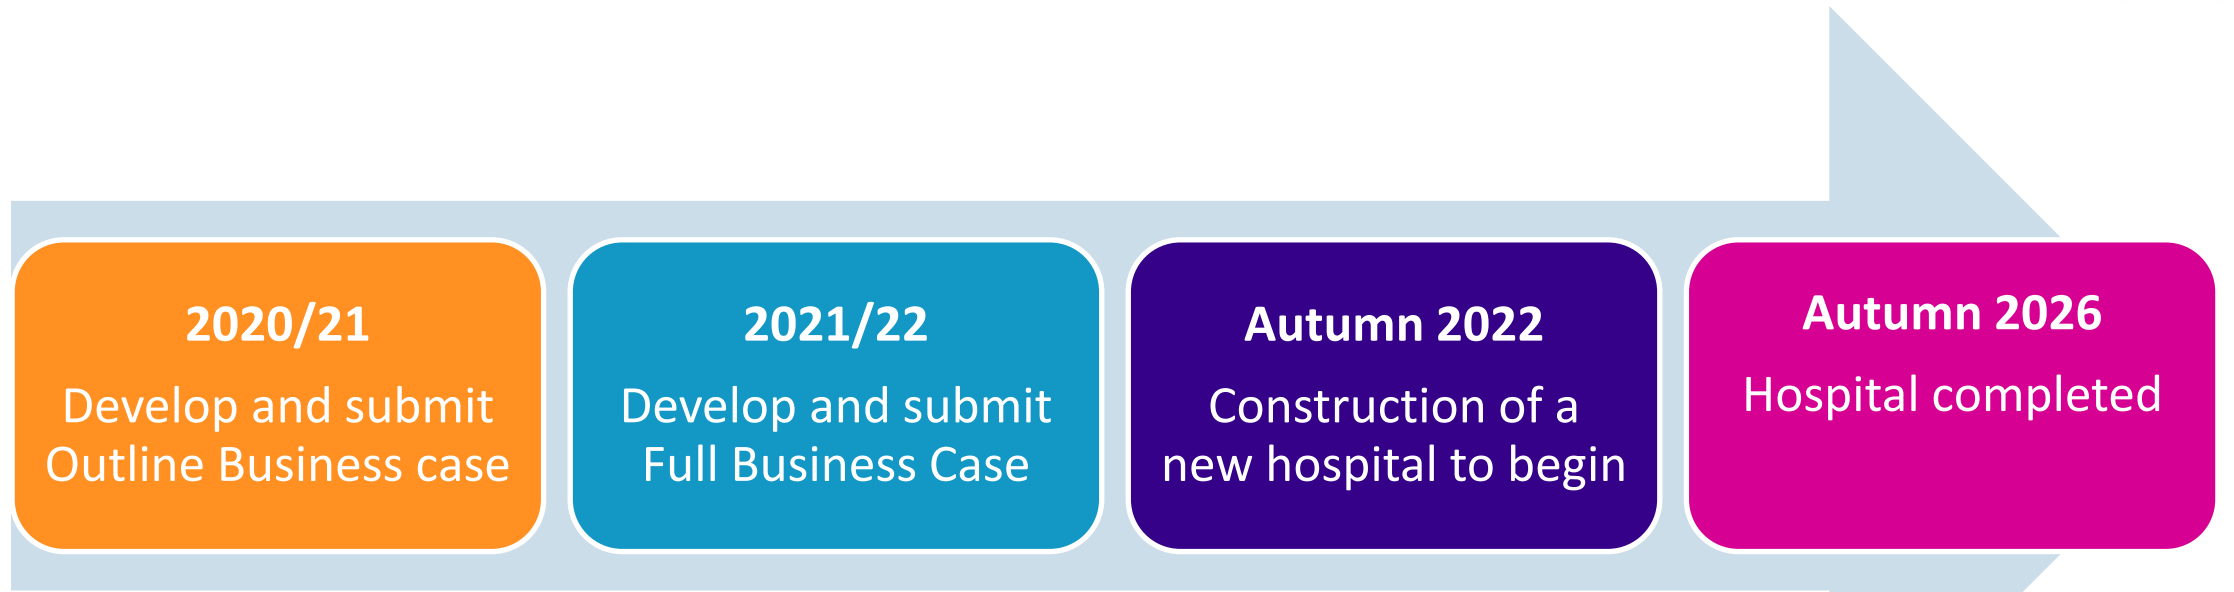 2020/21
Develop and submit
Outline Business case
2021/22
Develop and submit
Full Business Case
Autumn 2022
Construction of a
new hospital to begin
Autumn 2026
Hospital completed